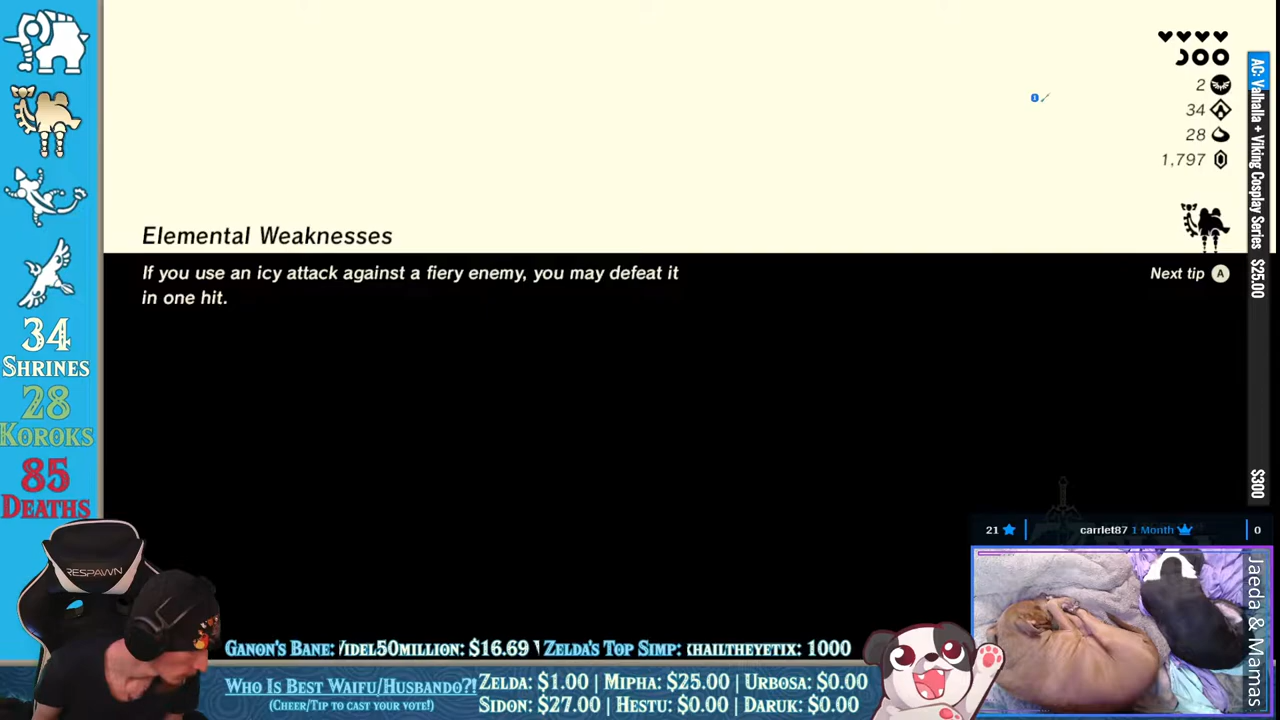 2
34
28
1,797
Elemental Weaknesses
If you use an icy attack against a fiery enemy, you may defeat it
in one hit.
Next tip A
AC: Valhalla + Viking Cosplay Series $25.00
$300
34
SHRINES
28
KOROKS
85
DEATHS
RESPAWN
21
carrlet87 1 Month
0
Jaeda & Mamas
GANON'S BANE: VIDEL50MILLION: $16.69
ZELDA'S TOP SIMP: CHAILTHEYETIX: 1000
WHO IS BEST WAIFU/HUSBANDO?!
(CHEER/TIP TO CAST YOUR VOTE!)
ZELDA: $1.00 | MIPHA: $25.00 | URBOSA: $0.00
SIDON: $27.00 | HESTU: $0.00 | DARUK: $0.00